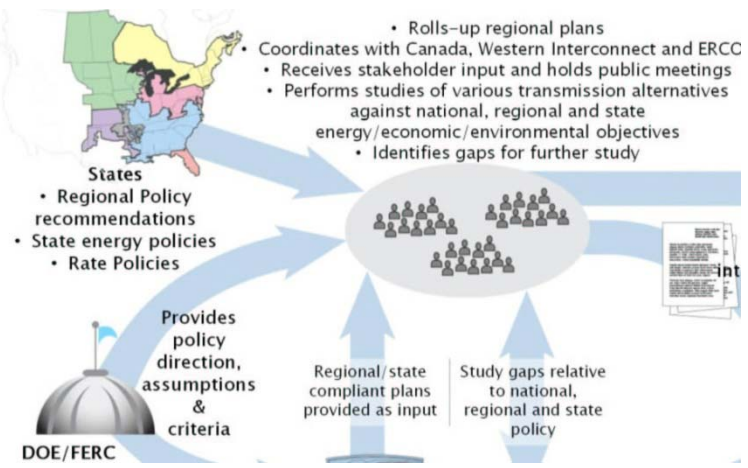 • Rolls-up regional plans
• Coordinates with Canada, Western Interconnect and ERCO
• Receives stakeholder input and holds public meetings
• Performs studies of various transmission alternatives
against national, regional and state
energy/economic/environmental objectives
• Identifies gaps for further study
States
• Regional Policy
recommendations
• State energy policies
• Rate Policies
int
Provides
policy
direction,
assumptions
&
criteria
DOE/FERC
Regional/state
compliant plans
provided as input
Study gaps relative
to national,
regional and state
policy